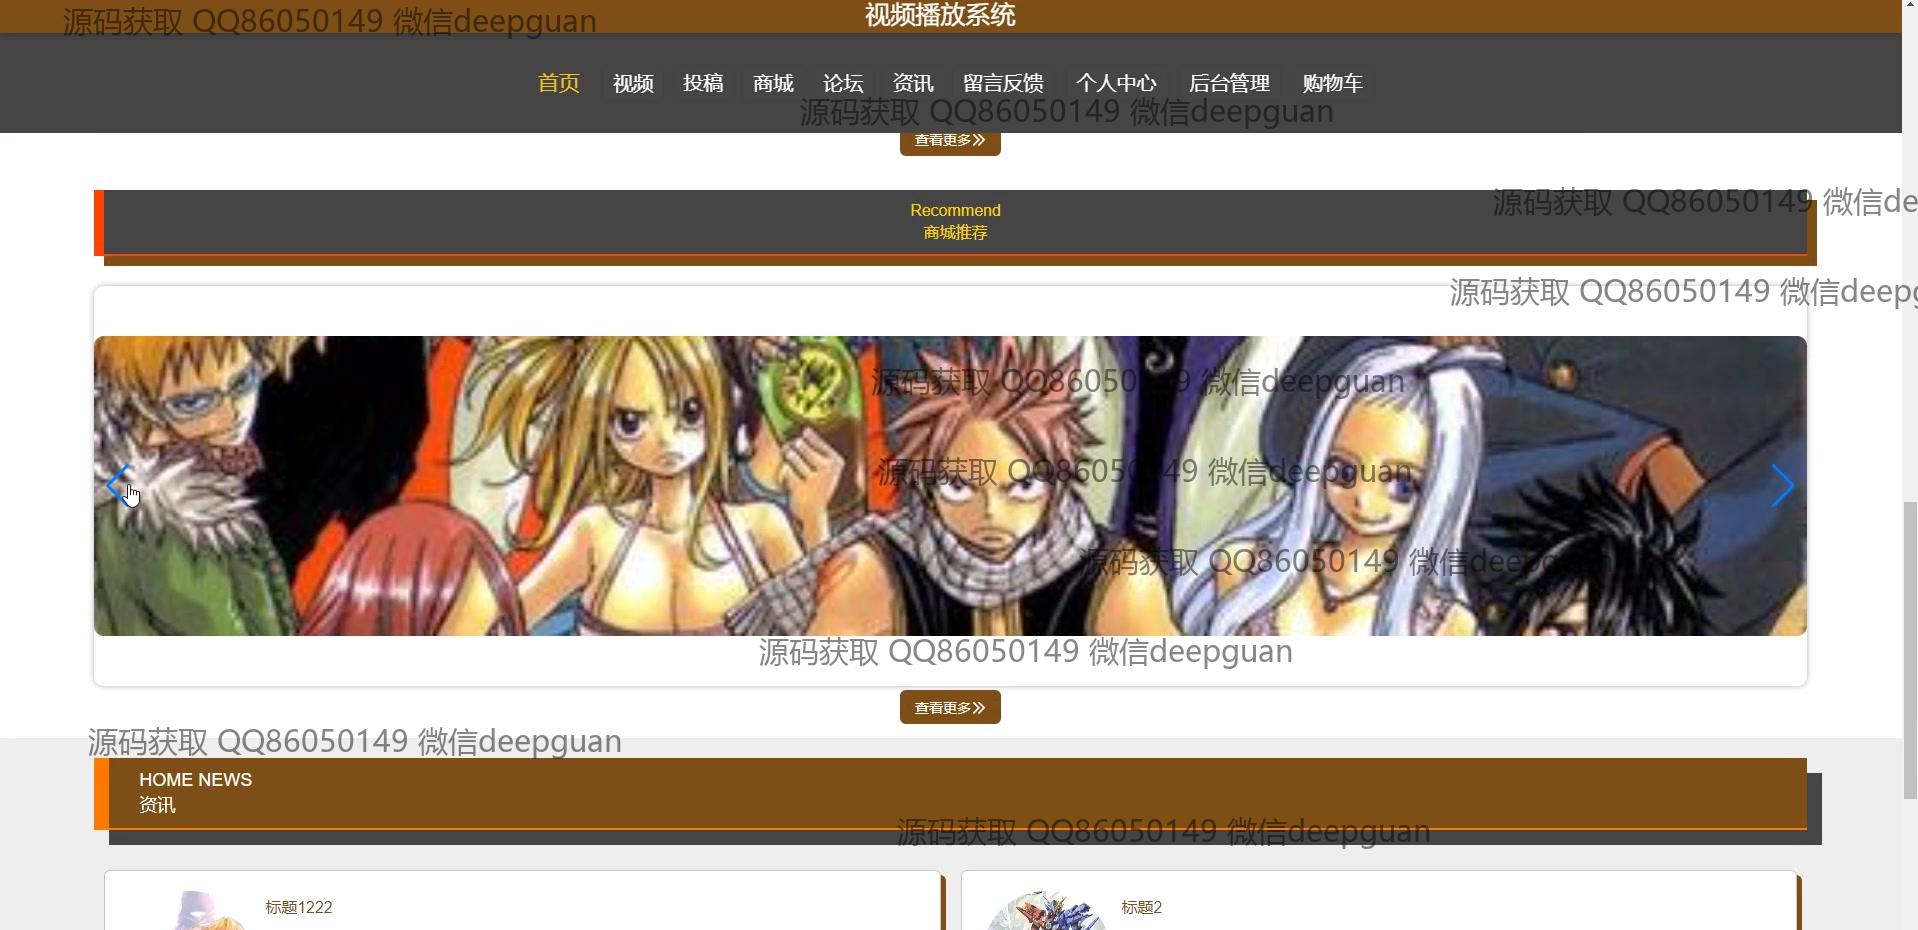 视频播放系统
源码获取 QQ86050149 微信deepguan
首页 视频 投稿 商城 论坛 资讯 留言反馈 个人中心 后台管理 购物车
源码获取 QQ86050149 微信deepguan
查看更多
源码获取 QQ86050149 微信de
Recommend
商城推荐
源码获取 QQ86050149 微信deep
源码获取 QQ86050149 微信deepguan
源码获取 QQ86050149 微信deepguan
源码获取 QQ86050149 微信deepguan
源码获取 QQ86050149 微信deepguan
查看更多
源码获取 QQ86050149 微信deepguan
HOME NEWS
资讯
源码获取 QQ86050149 微信deepguan
标题1222
标题2